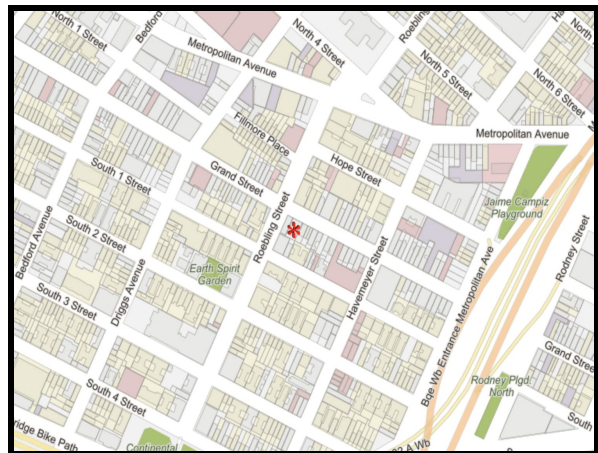 North 1 Street
Bedford
Metropolitan Avenue
North 4 Street
Roebling
North 5 Street
North 6 Street
Metropolitan Avenue
Fillmore Place
Hope Street
Grand Street
South 1 Street
Roebling Street
Jaime Campiz
Playground
Bedford Avenue
South 2 Street
Driggs Avenue
Earth Spirit
Garden
Havemeyer Street
Bqe Wb Entrance Metropolitan Ave
Rodney Street
South 3 Street
Grand Street
Rodney Plgd
North
South 4 Street
South
ridge Bike Path
Continental
A Wb